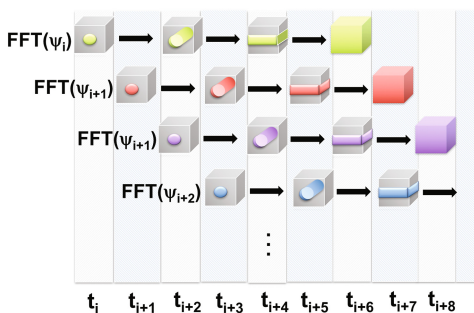 FFT(ψi)
FFT(ψi+1)
FFT(ψi+1)
FFT(ψi+2)
⋮
ti ti+1 ti+2 ti+3 ti+4 ti+5 ti+6 ti+7 ti+8